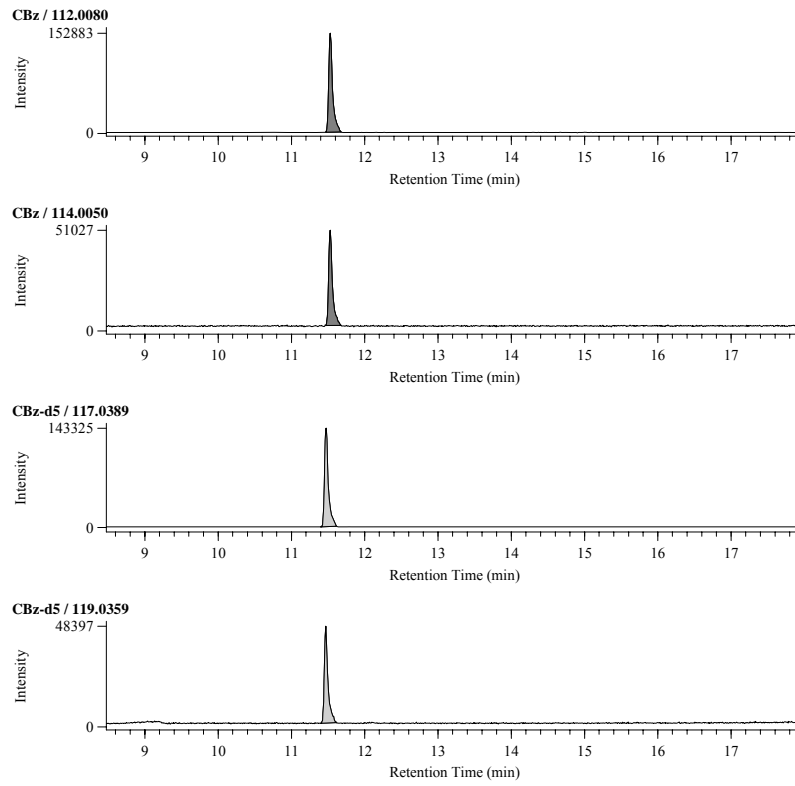 CBz / 112.0080
152883
Intensity
0
9 10 11 12 13 14 15 16 17
Retention Time (min)
CBz / 114.0050
51027
Intensity
0
9 10 11 12 13 14 15 16 17
Retention Time (min)
CBz-d5 / 117.0389
143325
Intensity
0
9 10 11 12 13 14 15 16 17
Retention Time (min)
CBz-d5 / 119.0359
48397
Intensity
0
9 10 11 12 13 14 15 16 17
Retention Time (min)